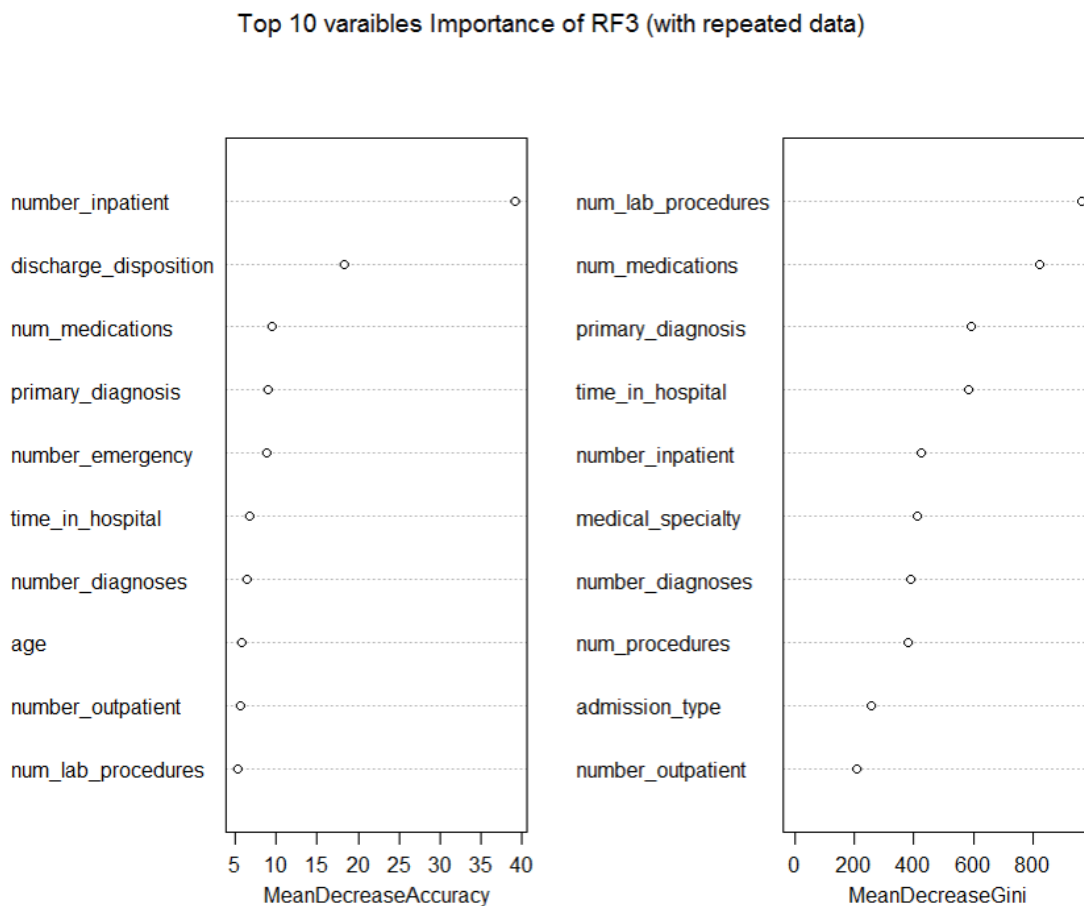 Top 10 varaibles Importance of RF3 (with repeated data)
number_inpatient
discharge_disposition
num_medications
primary_diagnosis
number_emergency
time_in_hospital
number_diagnoses
age
number_outpatient
num_lab_procedures
5 10 15 20 25 30 35 40
MeanDecreaseAccuracy
num_lab_procedures
num_medications
primary_diagnosis
time_in_hospital
number_inpatient
medical_specialty
number_diagnoses
num_procedures
admission_type
number_outpatient
0 200 400 600 800
MeanDecreaseGini